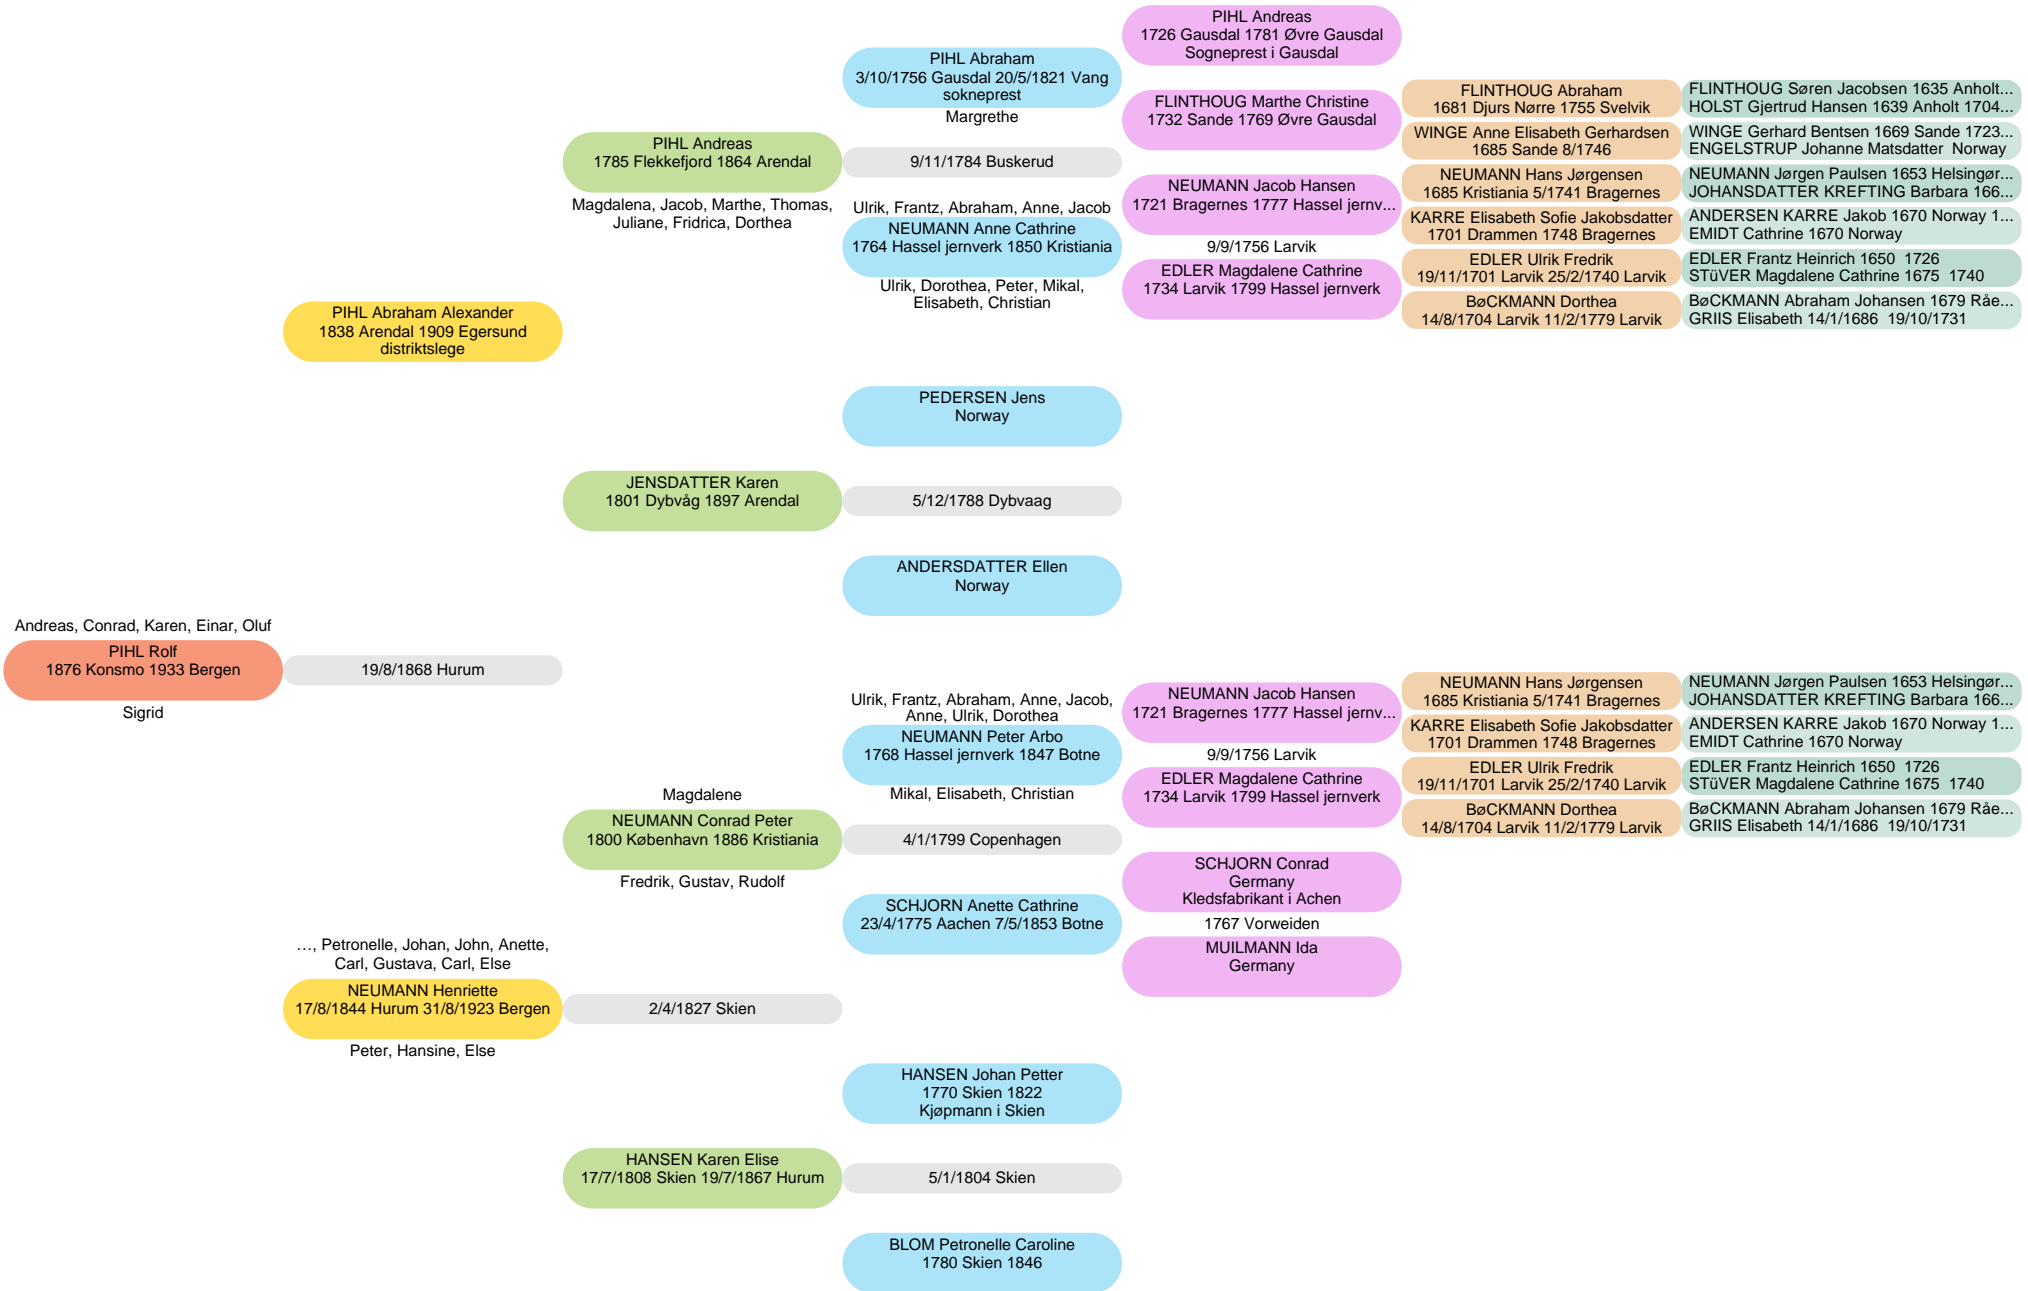 Andreas, Conrad, Karen, Einar, Oluf
PIHL Rolf
1876 Konsmo 1933 Bergen
Sigrid
PIHL Abraham Alexander
1838 Arendal 1909 Egersund
distriktslege
19/8/1868 Hurum
…, Petronelle, Johan, John, Anette,
Carl, Gustava, Carl, Else
NEUMANN Henriette
17/8/1844 Hurum 31/8/1923 Bergen
Peter, Hansine, Else
PIHL Andreas
1785 Flekkefjord 1864 Arendal
Magdalena, Jacob, Marthe, Thomas,
Juliane, Fridrica, Dorthea
JENSDATTER Karen
1801 Dybvåg 1897 Arendal
Magdalene
NEUMANN Conrad Peter
1800 København 1886 Kristiania
Fredrik, Gustav, Rudolf
2/4/1827 Skien
HANSEN Karen Elise
17/7/1808 Skien 19/7/1867 Hurum
PIHL Abraham
3/10/1756 Gausdal 20/5/1821 Vang
sokneprest
Margrethe
9/11/1784 Buskerud
Ulrik, Frantz, Abraham, Anne, Jacob
NEUMANN Anne Cathrine
1764 Hassel jernverk 1850 Kristiania
Ulrik, Dorothea, Peter, Mikal,
Elisabeth, Christian
PEDERSEN Jens
Norway
5/12/1788 Dybvaag
ANDERSDATTER Ellen
Norway
Ulrik, Frantz, Abraham, Anne, Jacob,
Anne, Ulrik, Dorothea
NEUMANN Peter Arbo
1768 Hassel jernverk 1847 Botne
Mikal, Elisabeth, Christian
4/1/1799 Copenhagen
SCHJORN Anette Cathrine
23/4/1775 Aachen 7/5/1853 Botne
HANSEN Johan Petter
1770 Skien 1822
Kjøpmann i Skien
5/1/1804 Skien
BLOM Petronelle Caroline
1780 Skien 1846
PIHL Andreas
1726 Gausdal 1781 Øvre Gausdal
Sogneprest i Gausdal
FLINTHOUG Marthe Christine
1732 Sande 1769 Øvre Gausdal
NEUMANN Jacob Hansen
1721 Bragernes 1777 Hassel jernv...
9/9/1756 Larvik
EDLER Magdalene Cathrine
1734 Larvik 1799 Hassel jernverk
NEUMANN Jacob Hansen
1721 Bragernes 1777 Hassel jernv...
9/9/1756 Larvik
EDLER Magdalene Cathrine
1734 Larvik 1799 Hassel jernverk
SCHJORN Conrad
Germany
Kledsfabrikant i Achen
1767 Vorweiden
MUILMANN Ida
Germany
FLINTHOUG Abraham
1681 Djurs Nørre 1755 Svelvik
WINGE Anne Elisabeth Gerhardsen
1685 Sande 8/1746
NEUMANN Hans Jørgensen
1685 Kristiania 5/1741 Bragernes
KARRE Elisabeth Sofie Jakobsdatter
1701 Drammen 1748 Bragernes
EDLER Ulrik Fredrik
19/11/1701 Larvik 25/2/1740 Larvik
BøCKMANN Dorthea
14/8/1704 Larvik 11/2/1779 Larvik
NEUMANN Hans Jørgensen
1685 Kristiania 5/1741 Bragernes
KARRE Elisabeth Sofie Jakobsdatter
1701 Drammen 1748 Bragernes
EDLER Ulrik Fredrik
19/11/1701 Larvik 25/2/1740 Larvik
BøCKMANN Dorthea
14/8/1704 Larvik 11/2/1779 Larvik
FLINTHOUG Søren Jacobsen 1635 Anholt...
HOLST Gjertrud Hansen 1639 Anholt 1704...
WINGE Gerhard Bentsen 1669 Sande 1723...
ENGELSTRUP Johanne Matsdatter Norway
NEUMANN Jørgen Paulsen 1653 Helsingør...
JOHANSDATTER KREFTING Barbara 166...
ANDERSEN KARRE Jakob 1670 Norway 1...
EMIDT Cathrine 1670 Norway
EDLER Frantz Heinrich 1650 1726
STüVER Magdalene Cathrine 1675 1740
BøCKMANN Abraham Johansen 1679 Råe...
GRIIS Elisabeth 14/1/1686 19/10/1731
NEUMANN Jørgen Paulsen 1653 Helsingør...
JOHANSDATTER KREFTING Barbara 166...
ANDERSEN KARRE Jakob 1670 Norway 1...
EMIDT Cathrine 1670 Norway
EDLER Frantz Heinrich 1650 1726
STüVER Magdalene Cathrine 1675 1740
BøCKMANN Abraham Johansen 1679 Råe...
GRIIS Elisabeth 14/1/1686 19/10/1731